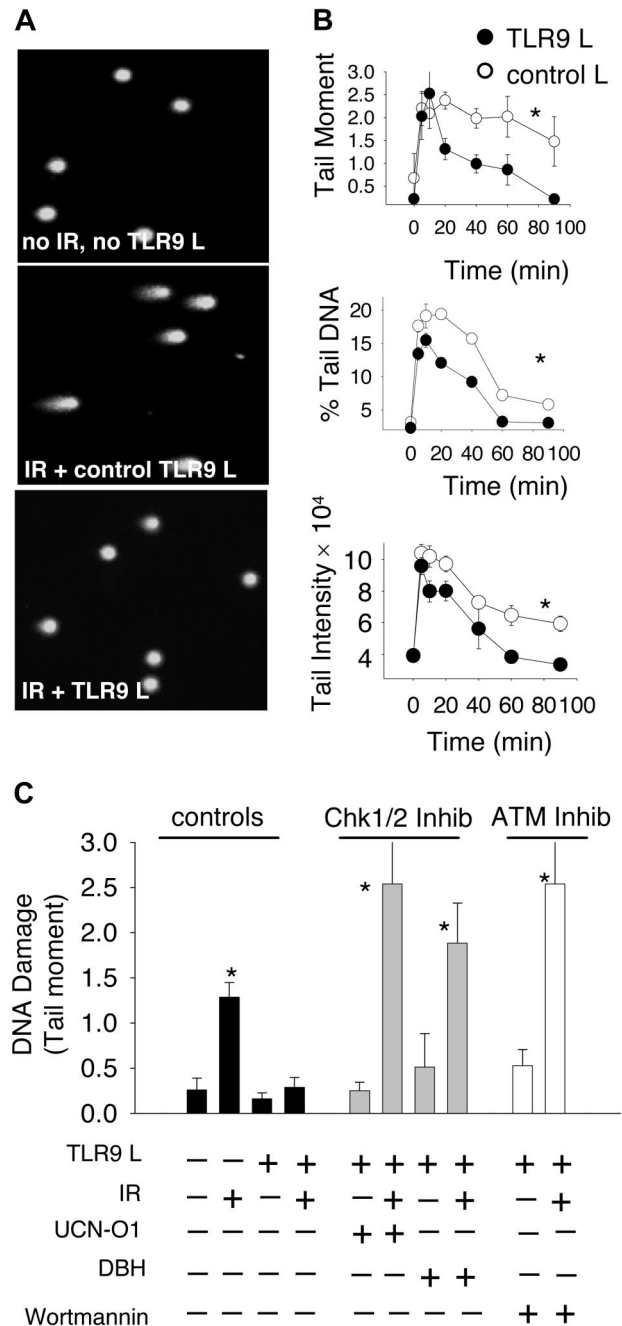 A
no IR, no TLR9 L
IR + control TLR9 L
IR + TLR9 L
B
● TLR9 L
○ control L
Tail Moment
3.0
2.5
2.0
1.5
1.0
0.5
*
0 20 40 60 80 100
Time (min)
% Tail DNA
20
15
10
5
*
0 20 40 60 80 100
Time (min)
Tail Intensity × 10⁴
10
8
6
4
*
0 20 40 60 80 100
Time (min)
C
controls Chk1/2 Inhib ATM Inhib
DNA Damage
(Tail moment)
3.0
2.5
2.0
1.5
1.0
0.5
0.0
* * * *
TLR9 L — — + + + + + + + +
IR — + — + — + — + — +
UCN-O1 — — — — + + — — — —
DBH — — — — — — + + — —
Wortmannin — — — — — — — — + +